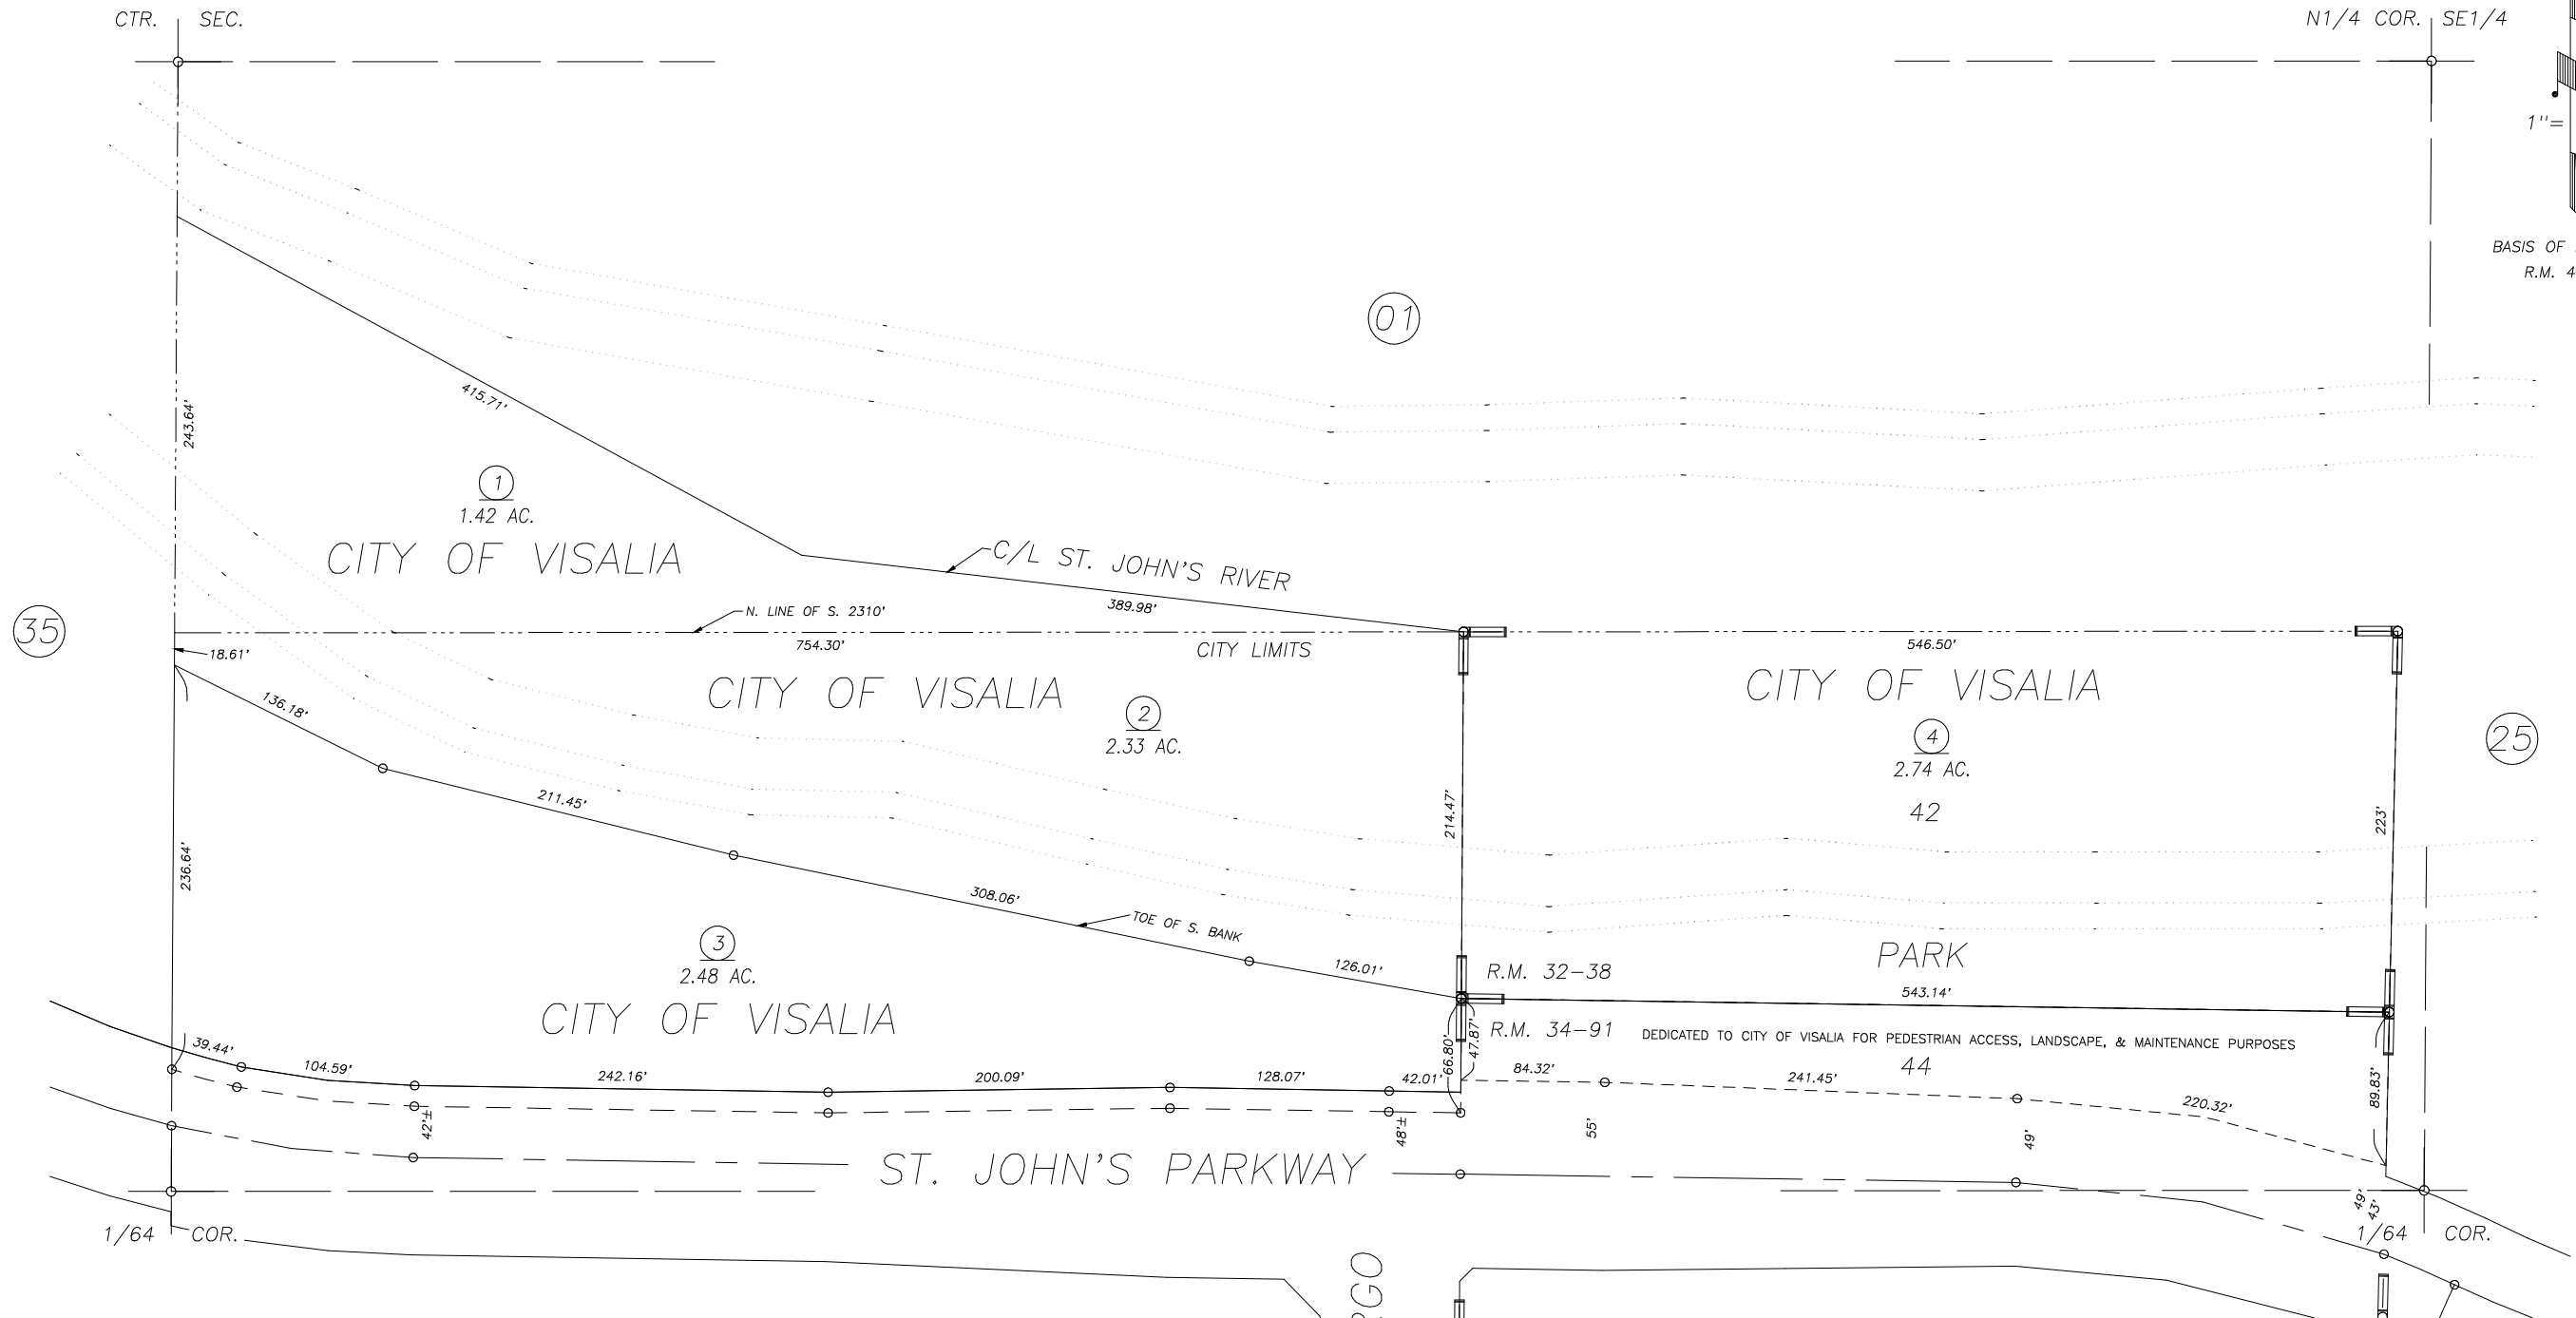 CTR. SEC.
N1/4 COR. SE1/4
1"=
BASIS OF
R.M. 4
01
415.71'
243.64'
1
1.42 AC.
CITY OF VISALIA
C/L ST. JOHN'S RIVER
389.98'
N. LINE OF S. 2310'
35
18.61'
754.30'
CITY LIMITS
546.50'
136.18'
CITY OF VISALIA
2
2.33 AC.
CITY OF VISALIA
4
2.74 AC.
42
25
211.45'
214.47'
223'
236.64'
308.06'
TOE OF S. BANK
126.01'
3
2.48 AC.
CITY OF VISALIA
R.M. 32-38
PARK
543.14'
R.M. 34-91
DEDICATED TO CITY OF VISALIA FOR PEDESTRIAN ACCESS, LANDSCAPE, & MAINTENANCE PURPOSES
44
39.44'
104.59'
242.16'
200.09'
128.07'
42.01'
66.80'
47.87'
84.32'
241.45'
220.32'
89.83'
42'±
48'±
55'
49'
ST. JOHN'S PARKWAY
49'
43'
1/64 COR.
1/64 COR.